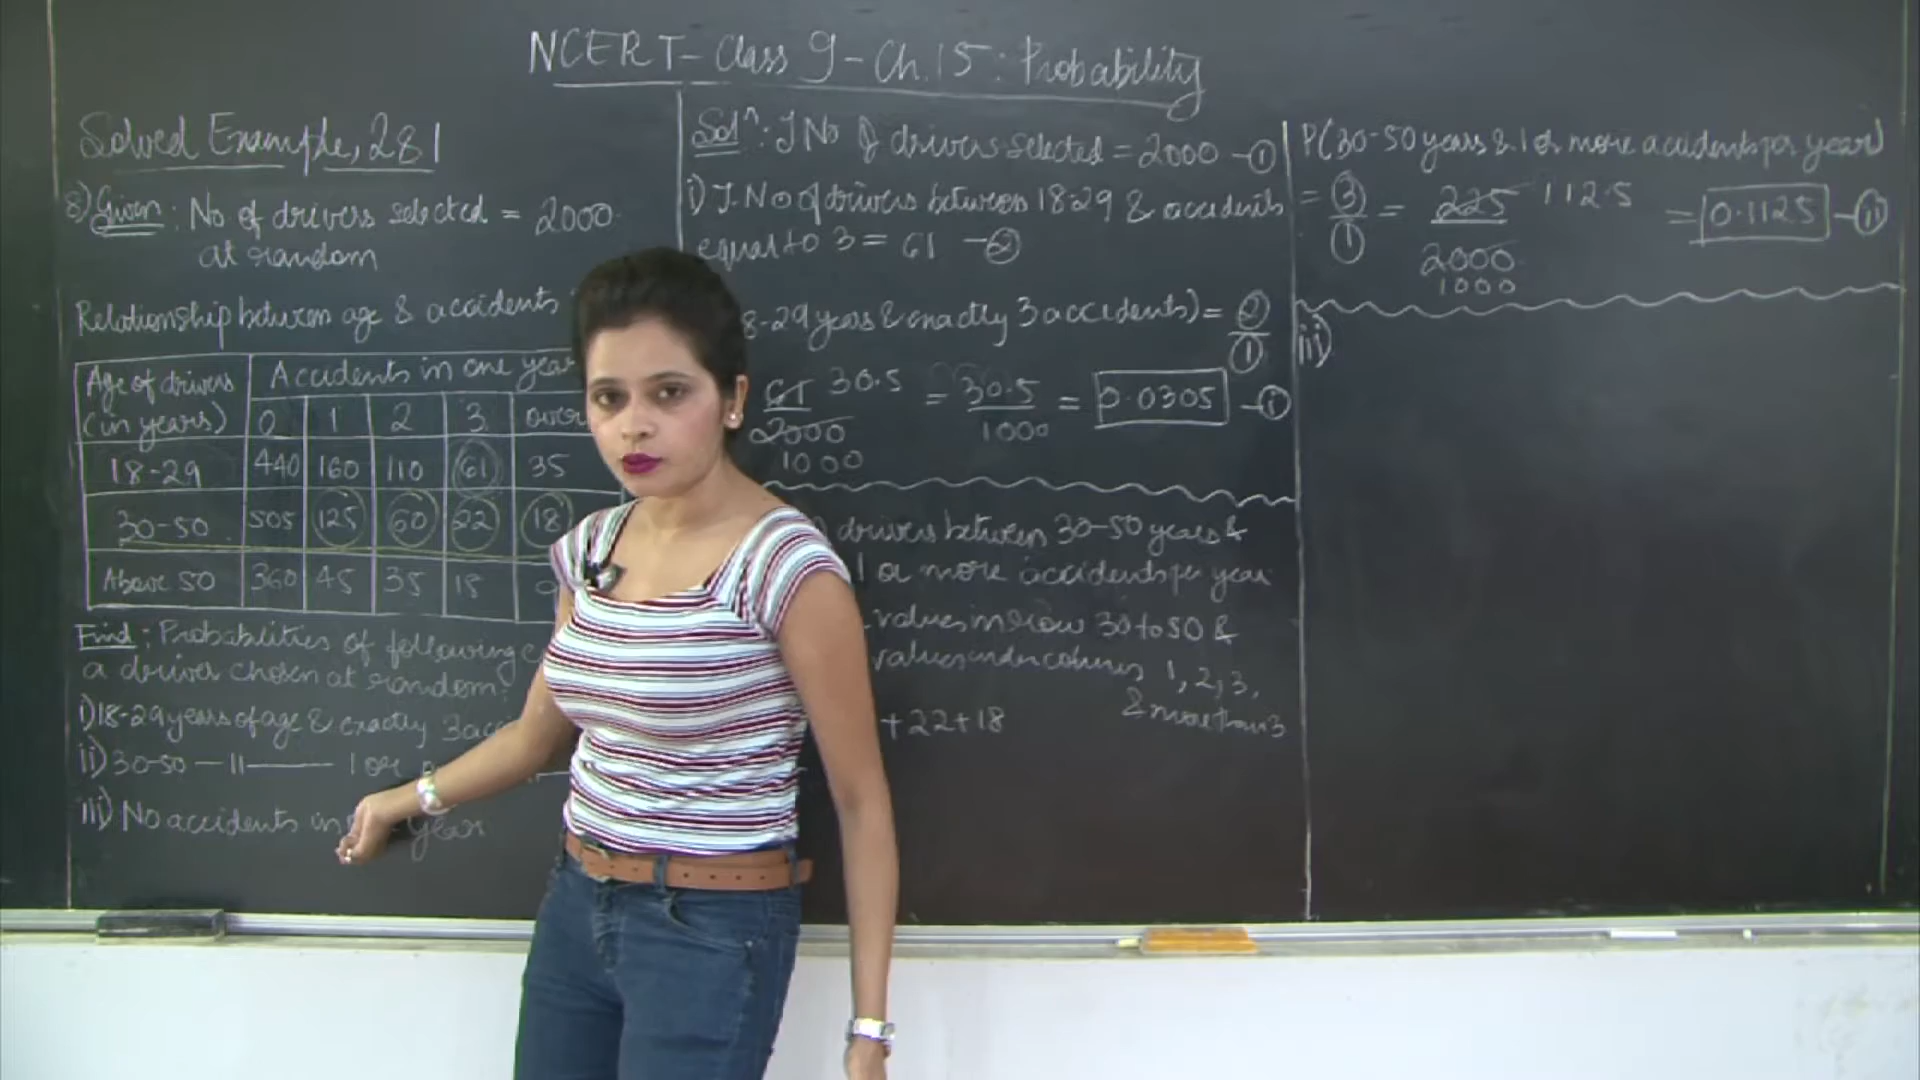 NCERT - Class 9 - Ch.15 : Probability
Solved Example, 281
8) Given : No of drivers selected = 2000
at random
Relationship between age & accidents
Age of drivers (in years)
Accidents in one year
0 1 2 3 over
18-29 440 160 110 61 35
30-50 505 125 60 22 18
Above 50 360 45 35 15 9
Find : Probabilities of following
a driver chosen at random:
i) 18-29 years of age & exactly 3
ii) 30-50 — 11 —— 1 or
iii) No accidents in year
Solⁿ : T No of drivers selected = 2000 - ①
i) T. No of drivers between 18-29 & accidents
equal to 3 = 61 - ②
8-29 years & exactly 3 accidents) = ②/①
61 30.5
2000
1000
= 30.5/1000 = 0.0305 - ⓘ
drivers between 30-50 years &
1 or more accidents per year
values in row 30 to 50 &
values under columns 1, 2, 3,
& more than 3
+ 22 + 18
P(30-50 years & 1 or more accidents per year)
= ③/① = 225 112.5 = 0.1125 - ⓘⓘ
2000
1000
iii)